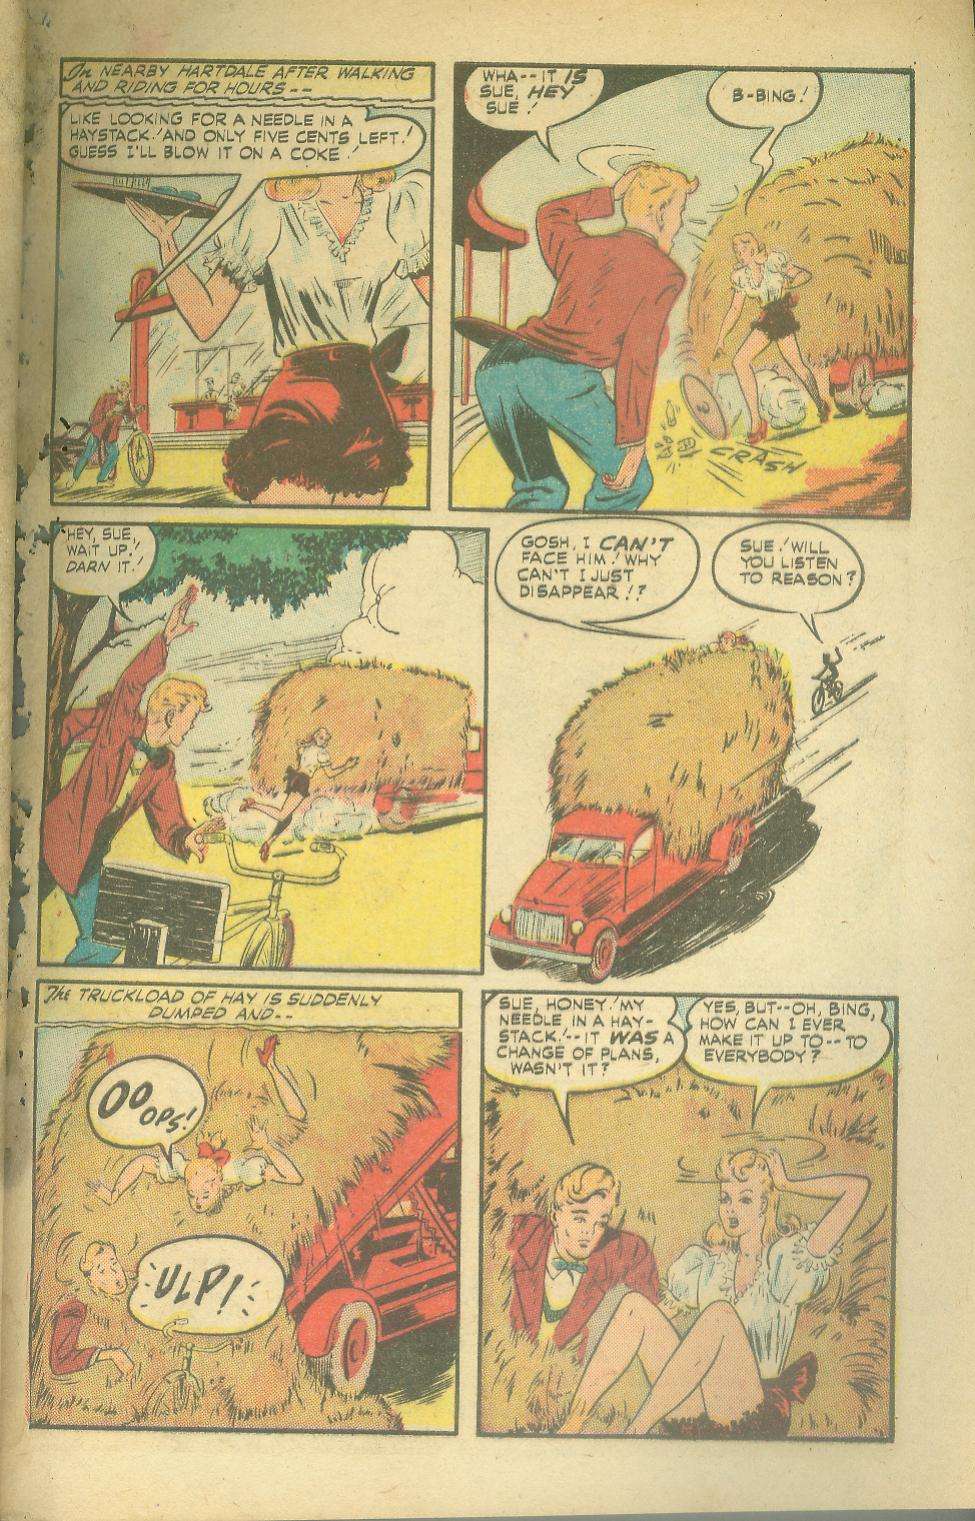 In NEARBY HARTDALE AFTER WALKING
AND RIDING FOR HOURS--
LIKE LOOKING FOR A NEEDLE IN A
HAYSTACK! AND ONLY FIVE CENTS LEFT!
GUESS I'LL BLOW IT ON A COKE!
WHA--IT IS
SUE, HEY
SUE!
B-BING!
CRASH
HEY, SUE,
WAIT UP!
DARN IT!
GOSH, I CAN'T
FACE HIM! WHY
CAN'T I JUST
DISAPPEAR!?
SUE! WILL
YOU LISTEN
TO REASON?
The TRUCKLOAD OF HAY IS SUDDENLY
DUMPED AND--
OO
OPS!
ULP!
SUE, HONEY! MY
NEEDLE IN A HAY-
STACK!--IT WAS A
CHANGE OF PLANS,
WASN'T IT?
YES, BUT--OH, BING,
HOW CAN I EVER
MAKE IT UP TO--TO
EVERYBODY?